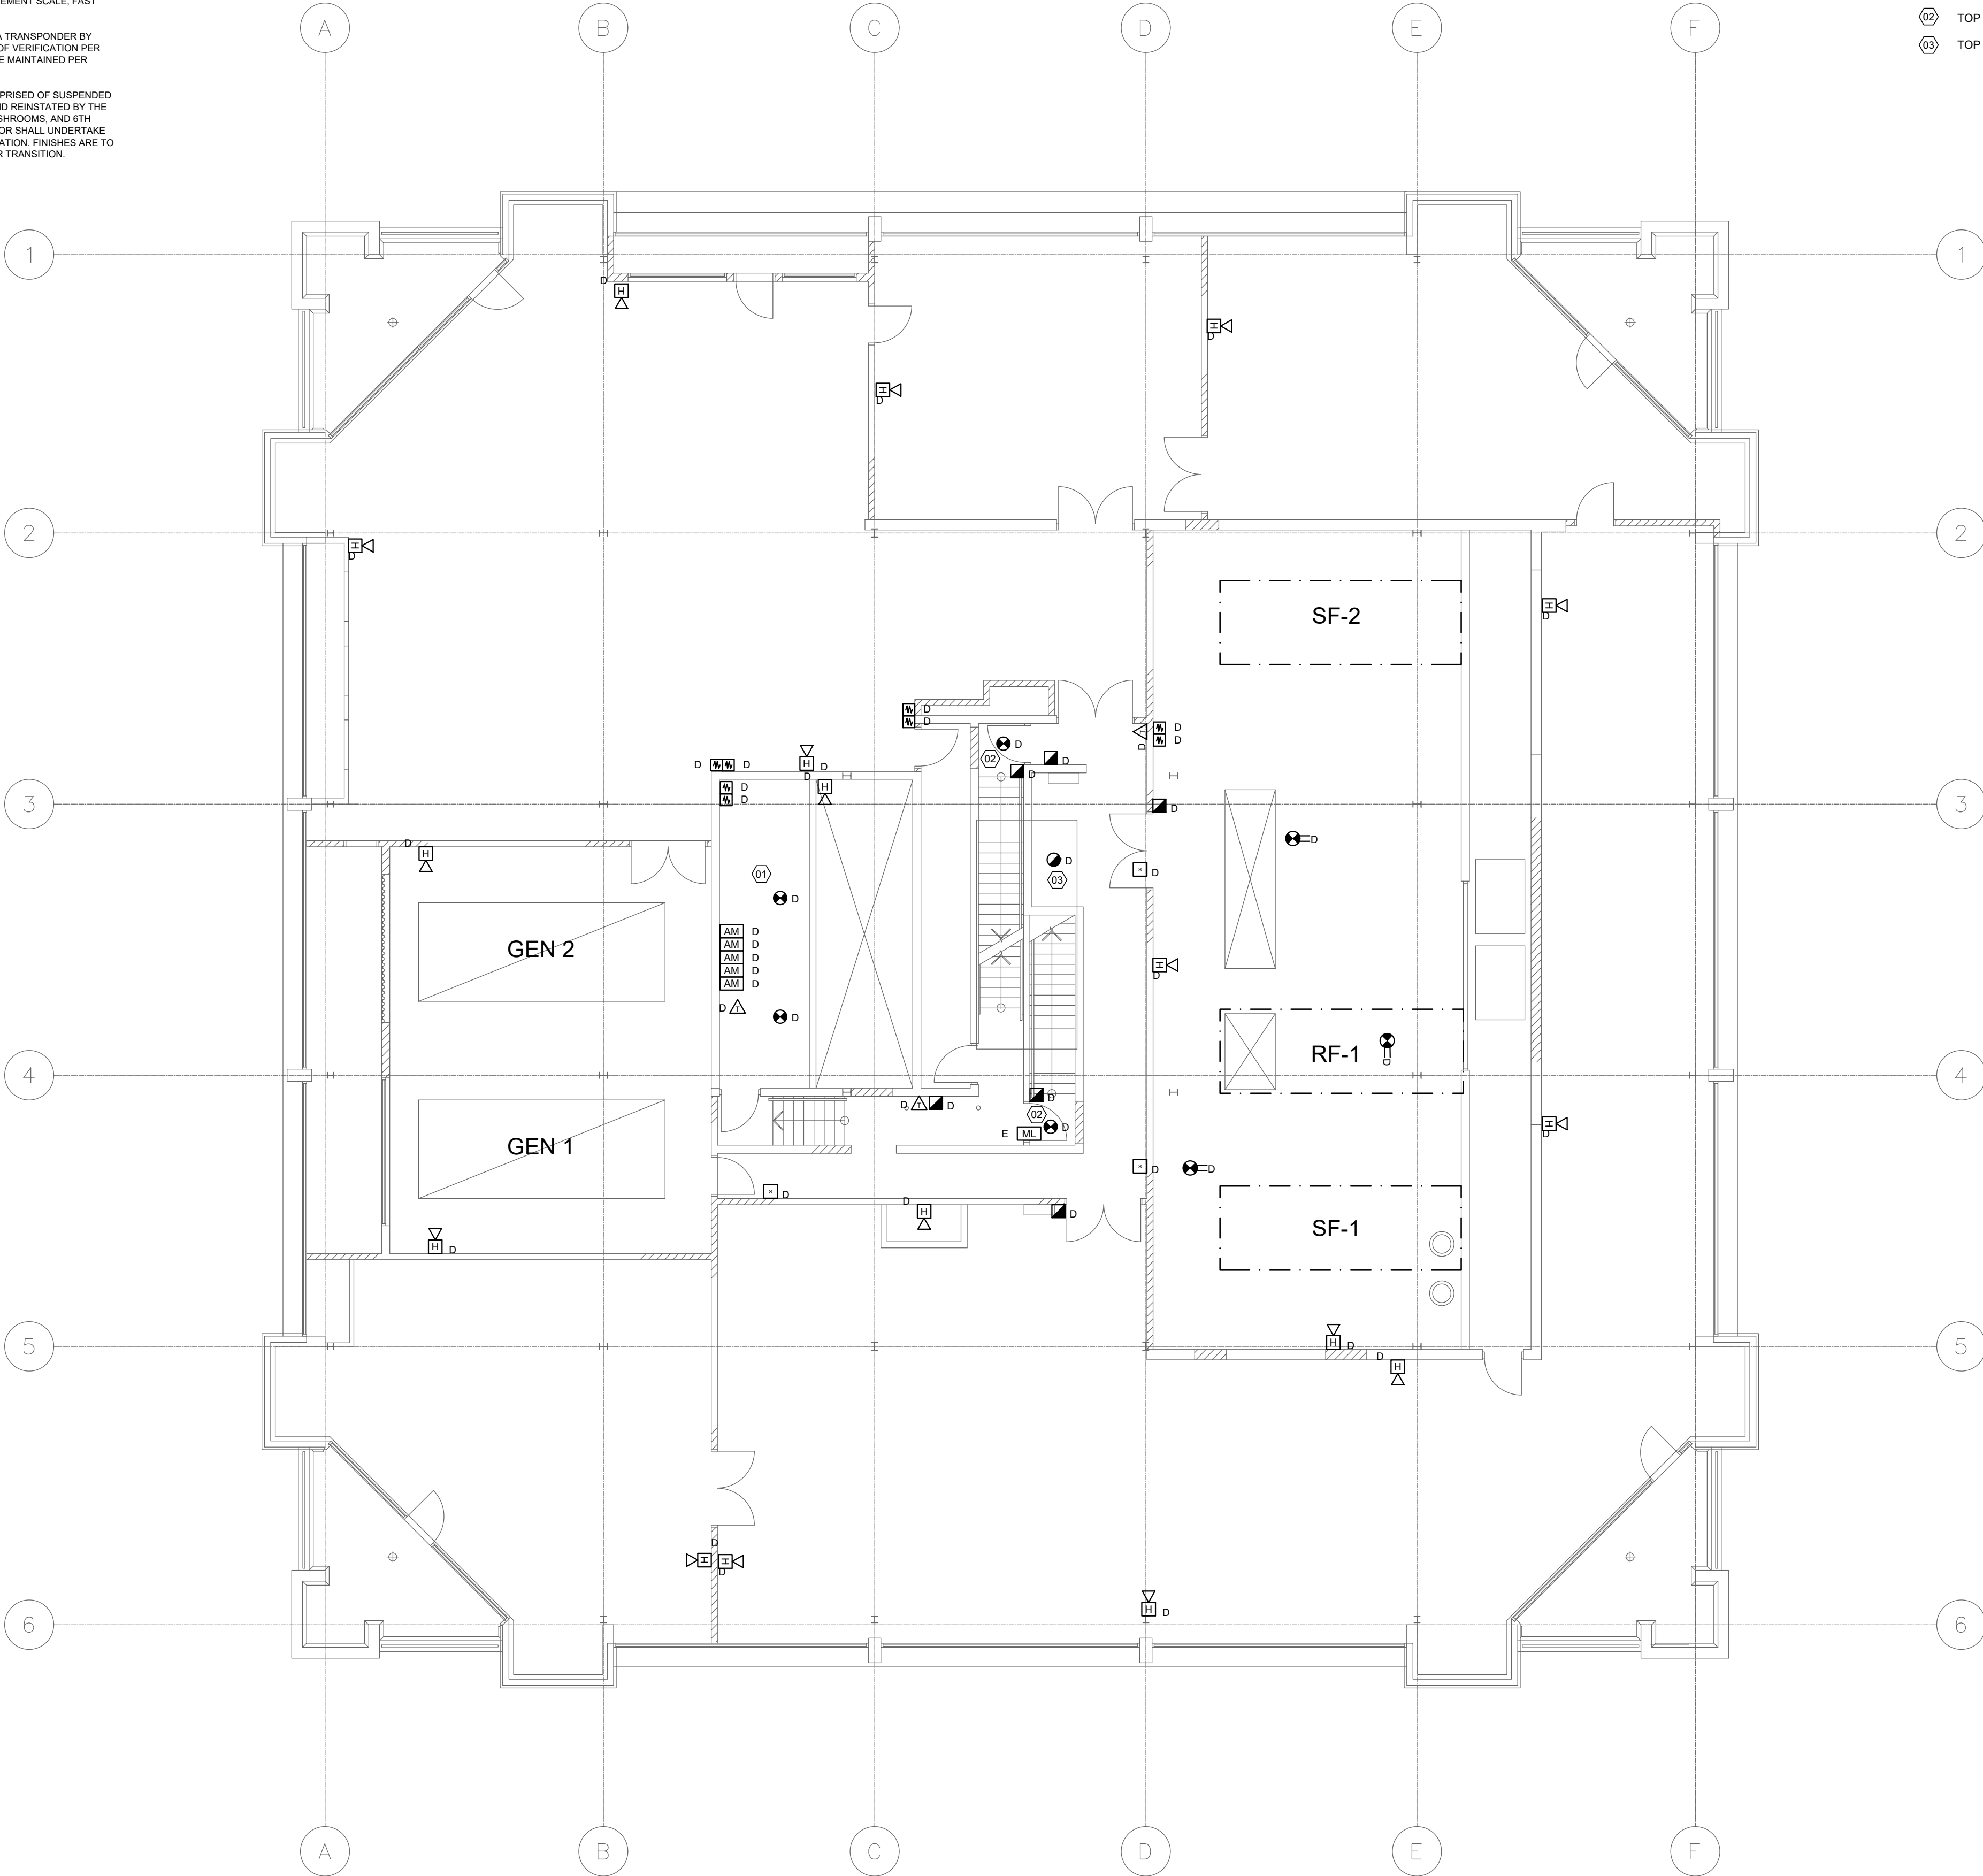 EMENT SCALE, FAST
A TRANSPONDER BY
OF VERIFICATION PER
E MAINTAINED PER
PRISED OF SUSPENDED
ND REINSTATED BY THE
SHROOMS, AND 6TH
OR SHALL UNDERTAKE
ATION. FINISHES ARE TO
R TRANSITION.
02 TOP
03 TOP
A B C D E F
1 1
D
H
H
D
H
D
2 2
H
D
SF-2
H
D
D
D
T
D
D
D
D
02
D
D
D
D
H
D
D
H
D
D
3 3
D
D
D
H
D
S
D
01
03
D
AM D
AM D
AM D
AM D
AM D
GEN 2
H
D
D T
D
RF-1
D
4 4
D T D
D
02
D
E ML
H
D
GEN 1
S
D
S
D
D
D
H
D
SF-1
H
D
H
D
D
H
5 5
D
H
H
D
H
D
6 6
A B C D E F